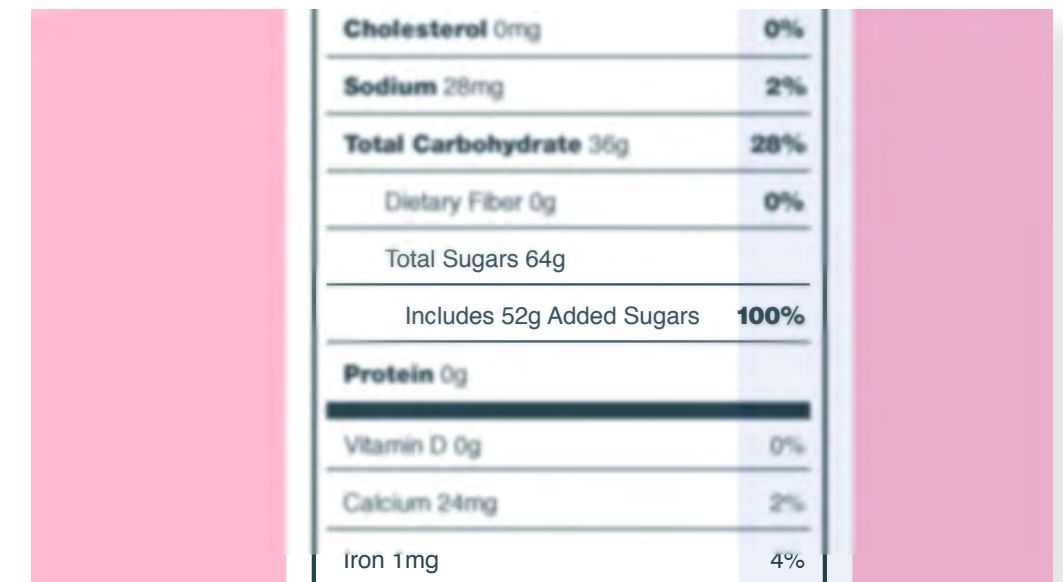 Cholesterol 0mg 0%
Sodium 28mg 2%
Total Carbohydrate 36g 28%
Dietary Fiber 0g 0%
Total Sugars 64g
Includes 52g Added Sugars 100%
Protein 0g
Vitamin D 0g 0%
Calcium 24mg 2%
Iron 1mg 4%